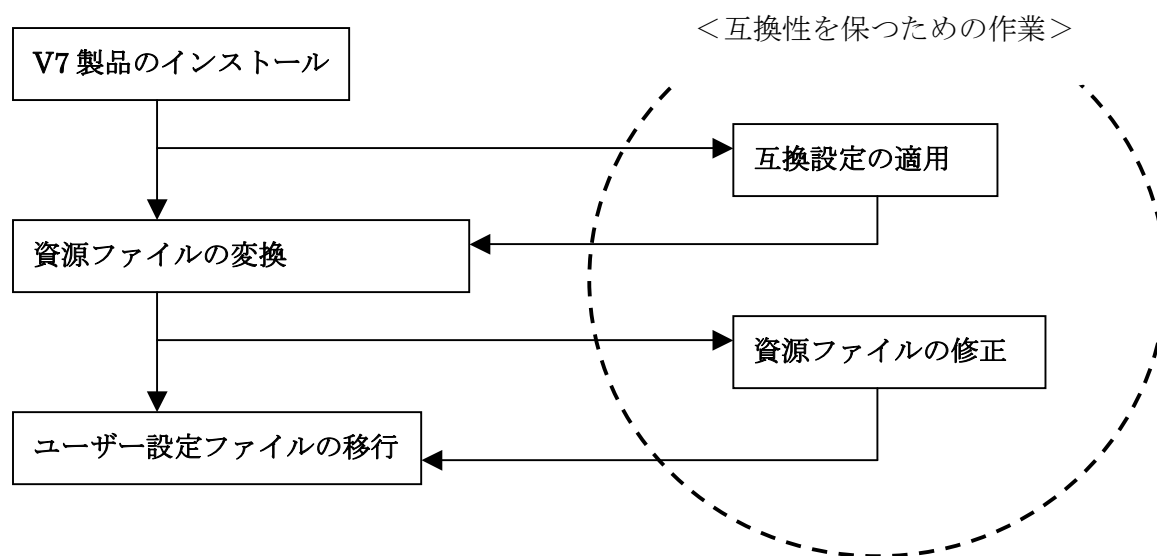 ＜互換性を保つための作業＞
V7 製品のインストール
互換設定の適用
資源ファイルの変換
資源ファイルの修正
ユーザー設定ファイルの移行